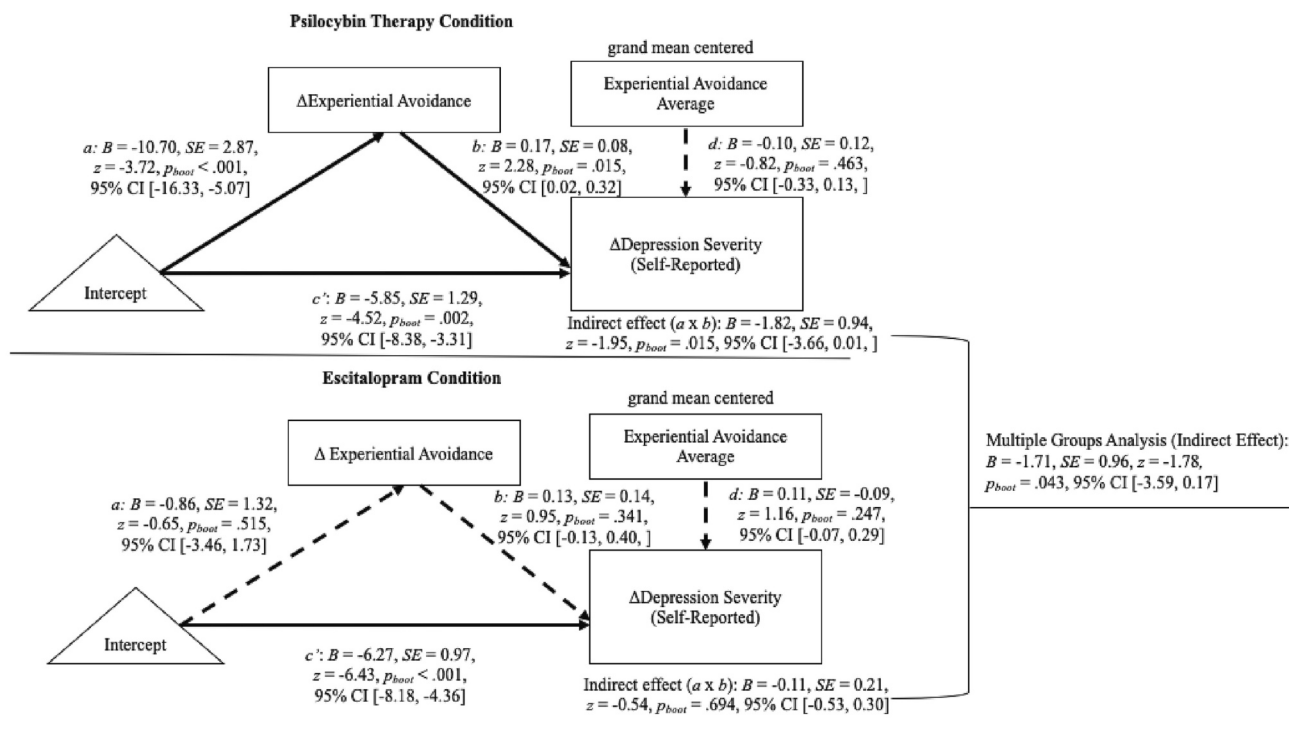 Psilocybin Therapy Condition
grand mean centered
ΔExperiential Avoidance
Experiential Avoidance
Average
a: B = -10.70, SE = 2.87,
z = -3.72, pboot < .001,
95% CI [-16.33, -5.07]
b: B = 0.17, SE = 0.08,
z = 2.28, pboot = .015,
95% CI [0.02, 0.32]
d: B = -0.10, SE = 0.12,
z = -0.82, pboot = .463,
95% CI [-0.33, 0.13, ]
ΔDepression Severity
(Self-Reported)
Intercept
c': B = -5.85, SE = 1.29,
z = -4.52, pboot = .002,
95% CI [-8.38, -3.31]
Indirect effect (a x b): B = -1.82, SE = 0.94,
z = -1.95, pboot = .015, 95% CI [-3.66, 0.01, ]
Escitalopram Condition
grand mean centered
Δ Experiential Avoidance
Experiential Avoidance
Average
Multiple Groups Analysis (Indirect Effect):
B = -1.71, SE = 0.96, z = -1.78,
pboot = .043, 95% CI [-3.59, 0.17]
a: B = -0.86, SE = 1.32,
z = -0.65, pboot = .515,
95% CI [-3.46, 1.73]
b: B = 0.13, SE = 0.14,
z = 0.95, pboot = .341,
95% CI [-0.13, 0.40, ]
d: B = 0.11, SE = -0.09,
z = 1.16, pboot = .247,
95% CI [-0.07, 0.29]
ΔDepression Severity
(Self-Reported)
Intercept
c': B = -6.27, SE = 0.97,
z = -6.43, pboot < .001,
95% CI [-8.18, -4.36]
Indirect effect (a x b): B = -0.11, SE = 0.21,
z = -0.54, pboot = .694, 95% CI [-0.53, 0.30]